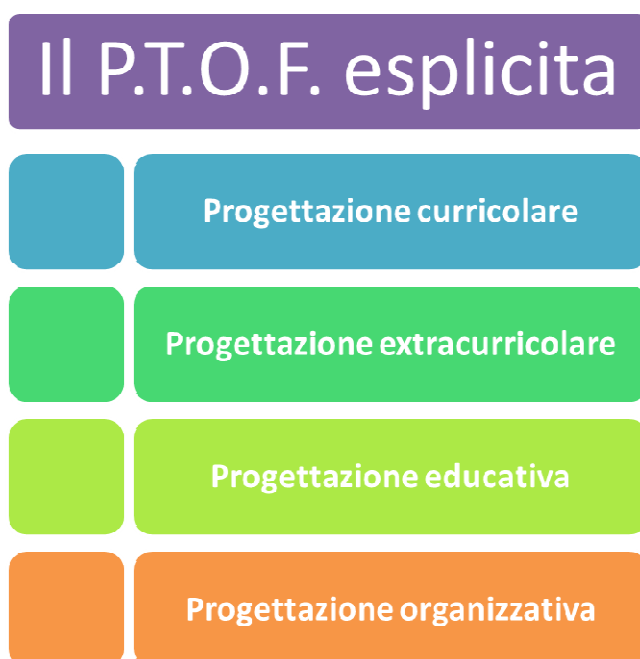 Il P.T.O.F. esplicita
Progettazione curricolare
Progettazione extracurricolare
Progettazione educativa
Progettazione organizzativa